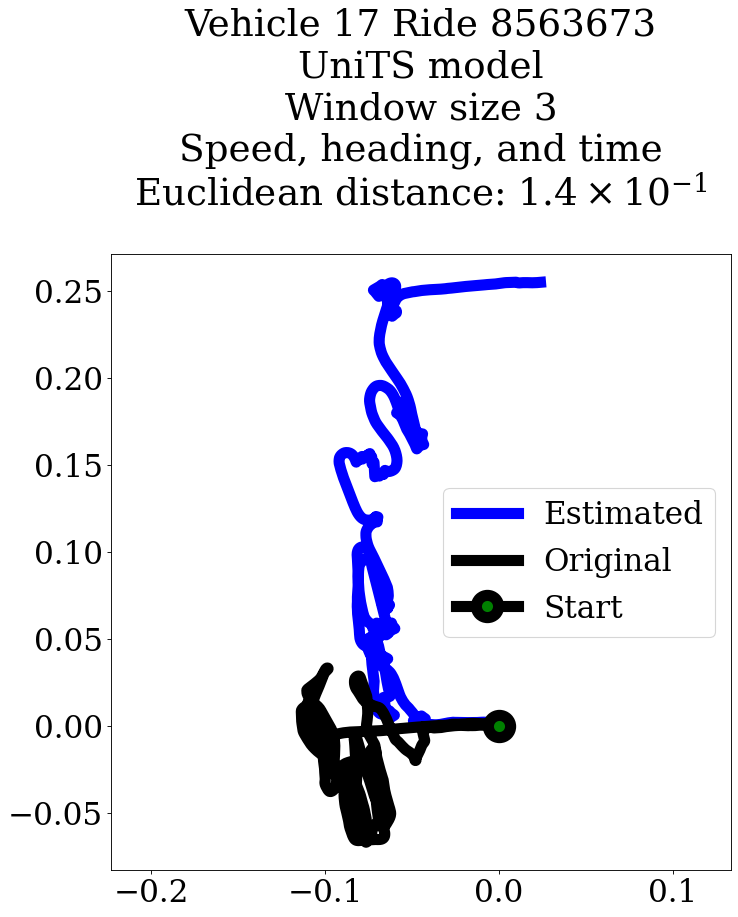 Vehicle 17 Ride 8563673
UniTS model
Window size 3
Speed, heading, and time
Euclidean distance: 1.4 × 10⁻¹
0.25
0.20
0.15
0.10
0.05
0.00
−0.05
Estimated
Original
Start
−0.2 −0.1 0.0 0.1